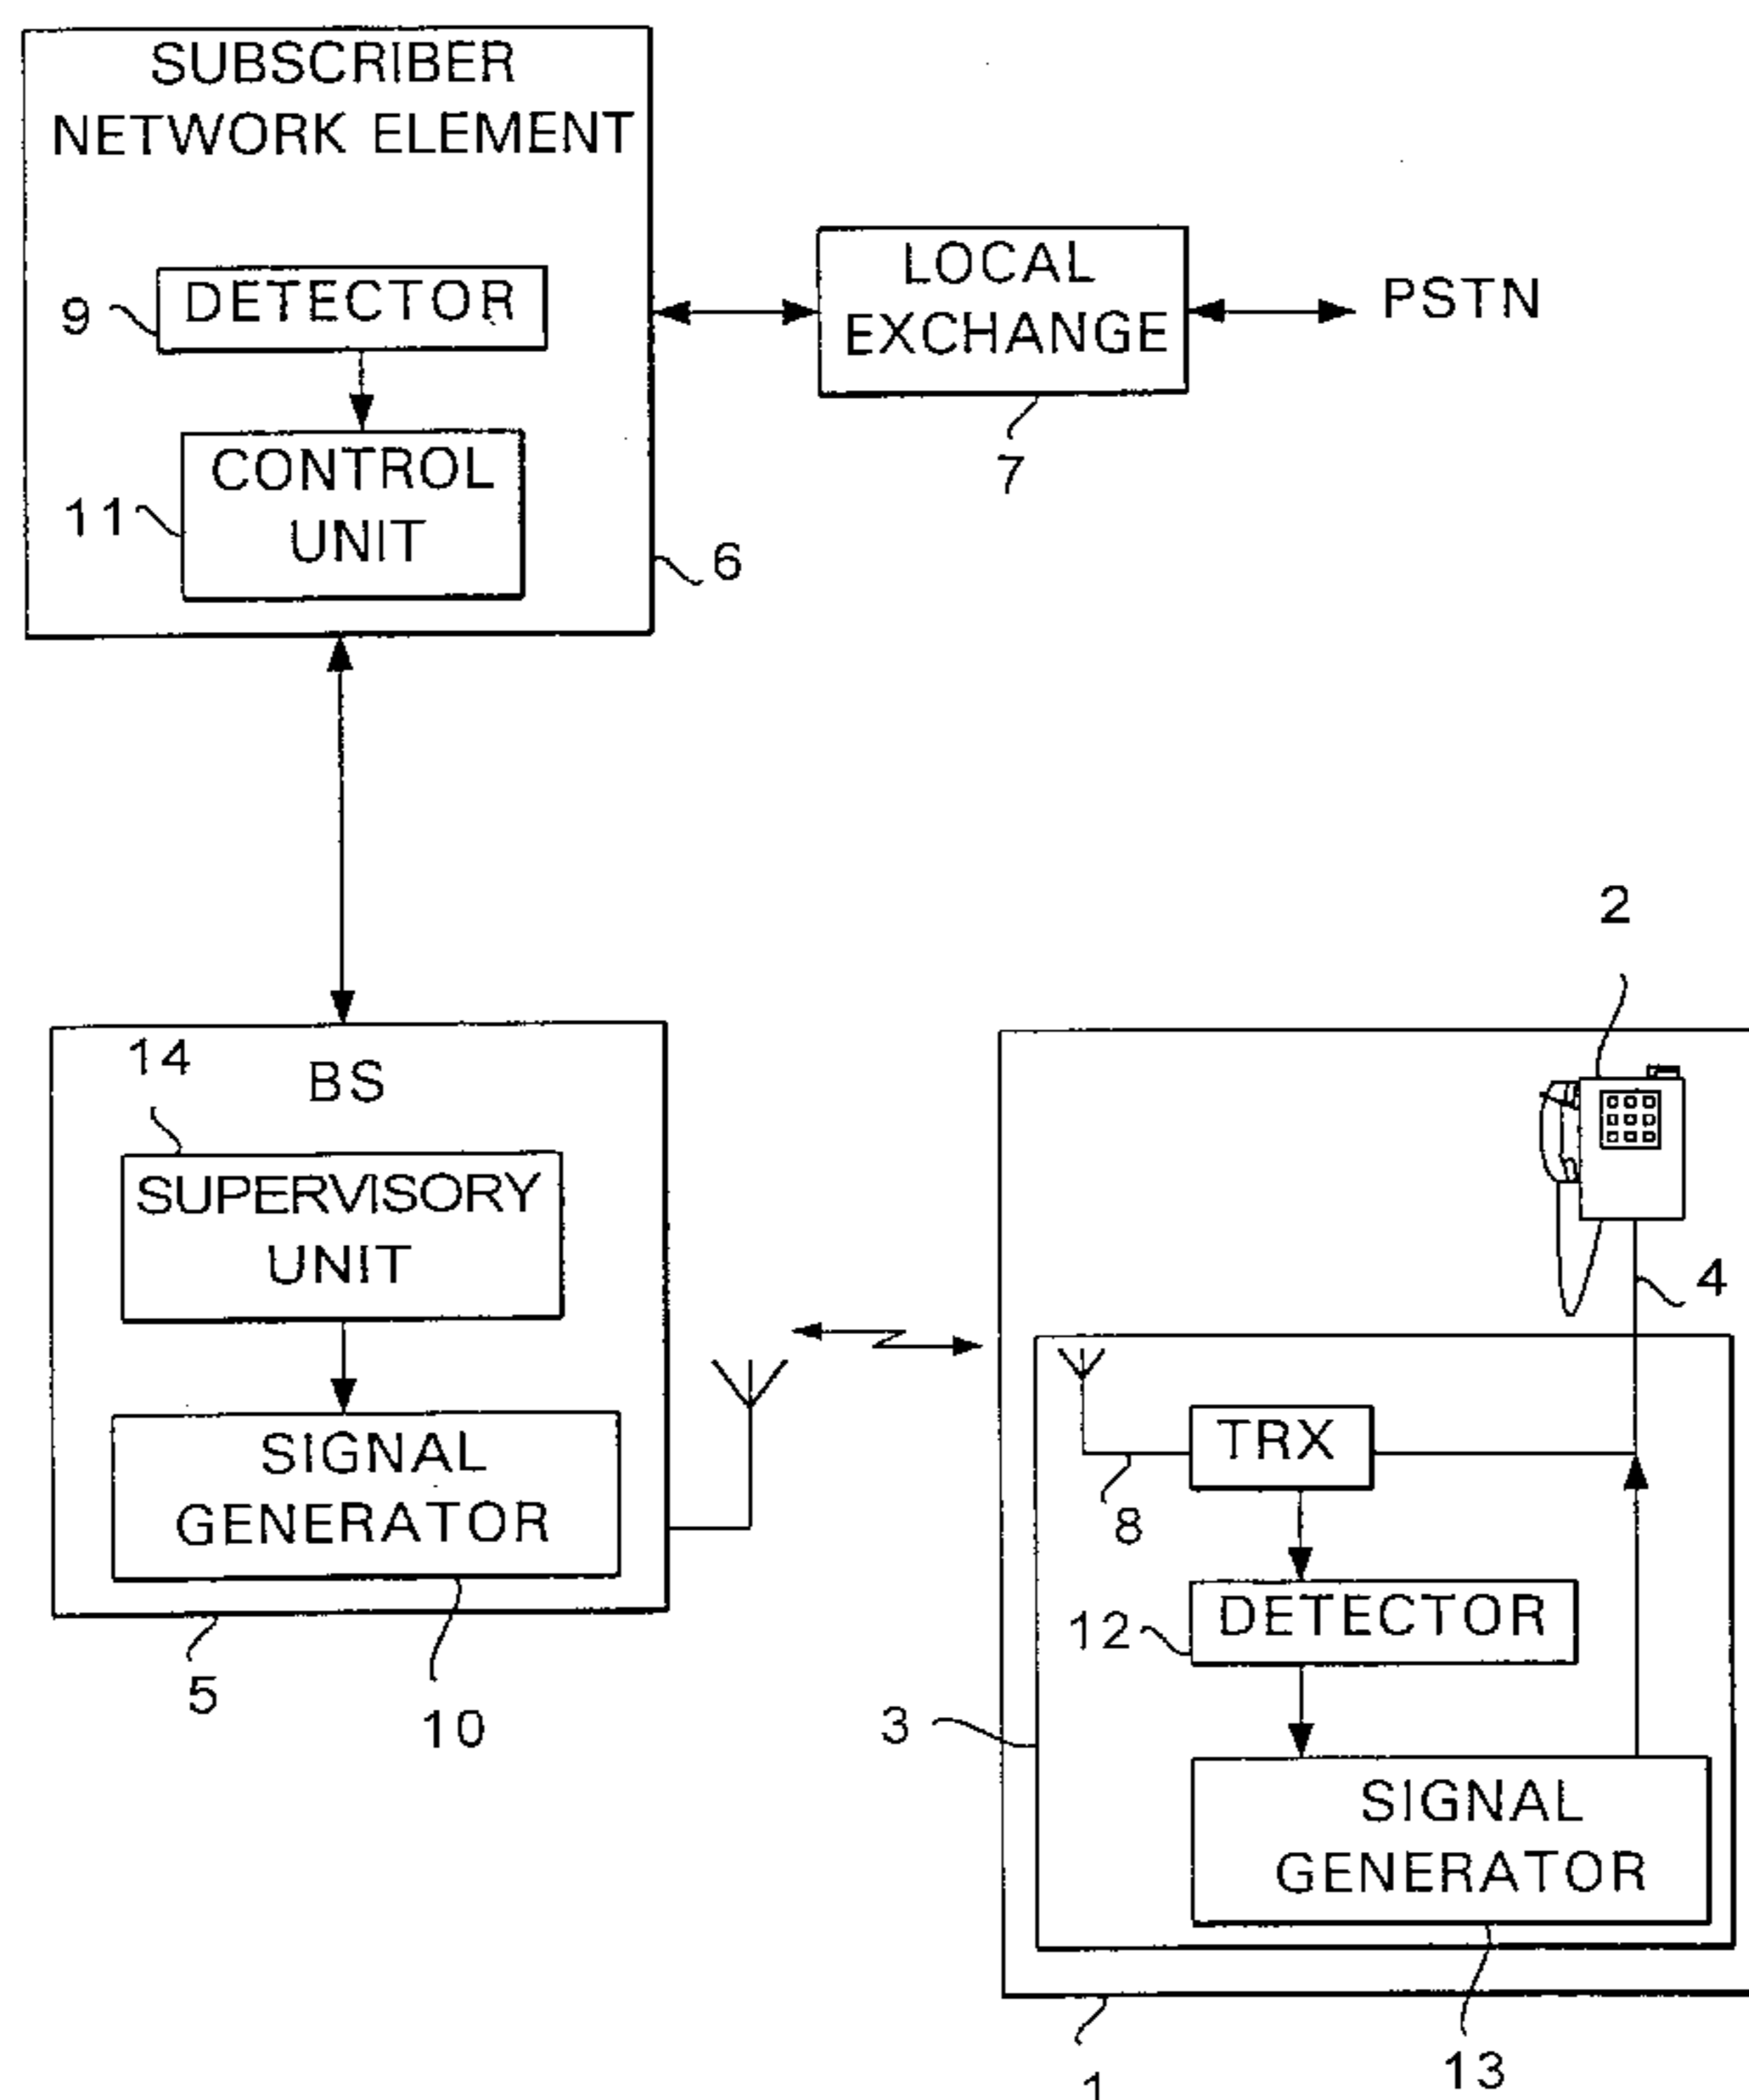 SUBSCRIBER
NETWORK ELEMENT
9
DETECTOR
11
CONTROL
UNIT
6
LOCAL
EXCHANGE
7
PSTN
14
BS
SUPERVISORY
UNIT
SIGNAL
GENERATOR
5
10
2
4
TRX
8
12
DETECTOR
3
SIGNAL
GENERATOR
1
13